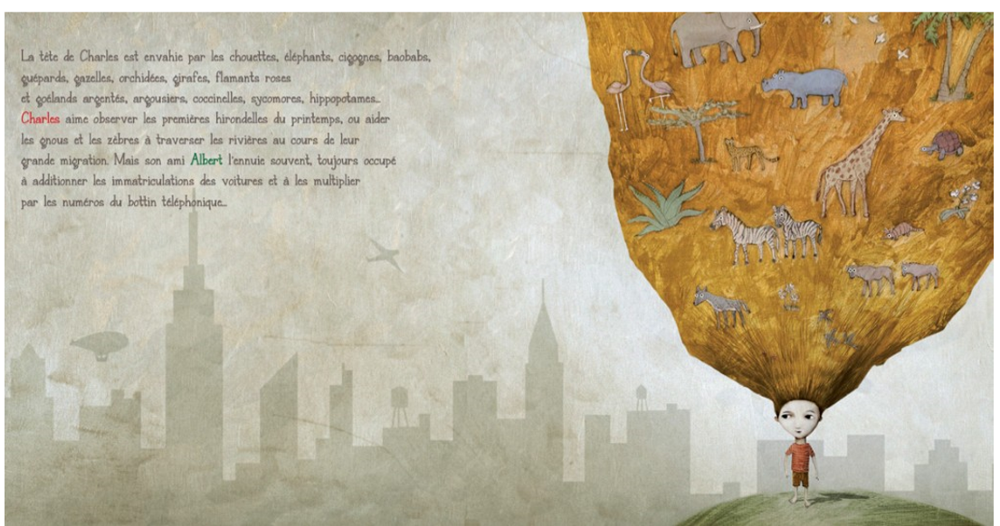 La tête de Charles est envahie par les chouettes, éléphants, cigognes, baobabs,
guépards, gazelles, orchidées, girafes, flamants roses
et goélands argentés, argousiers, coccinelles, sycomores, hippopotames...
Charles aime observer les premières hirondelles du printemps, ou aider
les gnous et les zèbres à traverser les rivières au cours de leur
grande migration. Mais son ami Albert l'ennuie souvent, toujours occupé
à additionner les immatriculations des voitures et à les multiplier
par les numéros du bottin téléphonique...